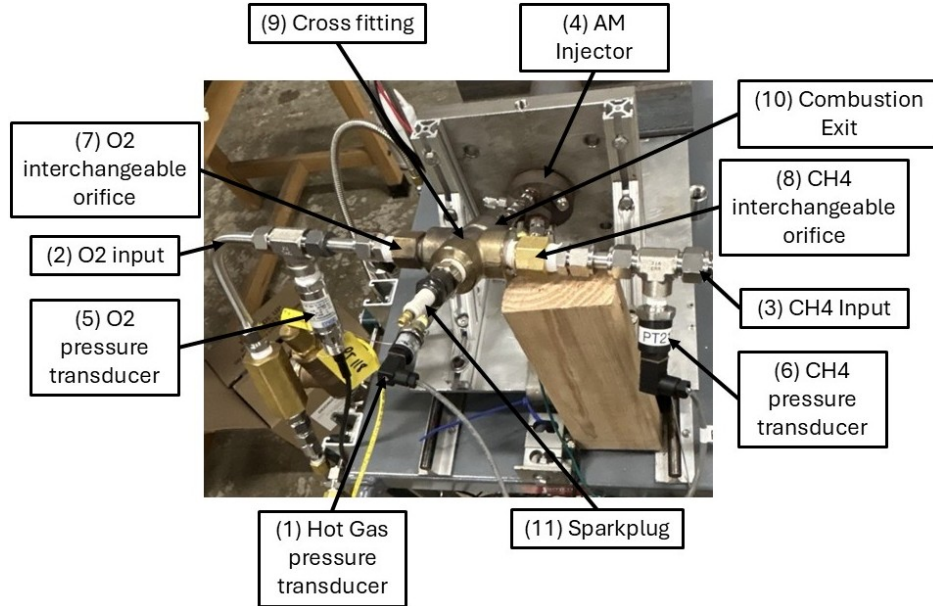 (9) Cross fitting
(4) AM
Injector
(10) Combustion
Exit
(7) O2
interchangeable
orifice
(8) CH4
interchangeable
orifice
(2) O2 input
(3) CH4 Input
(5) O2
pressure
transducer
PT2
PT 118
(6) CH4
pressure
transducer
(1) Hot Gas
pressure
transducer
(11) Sparkplug